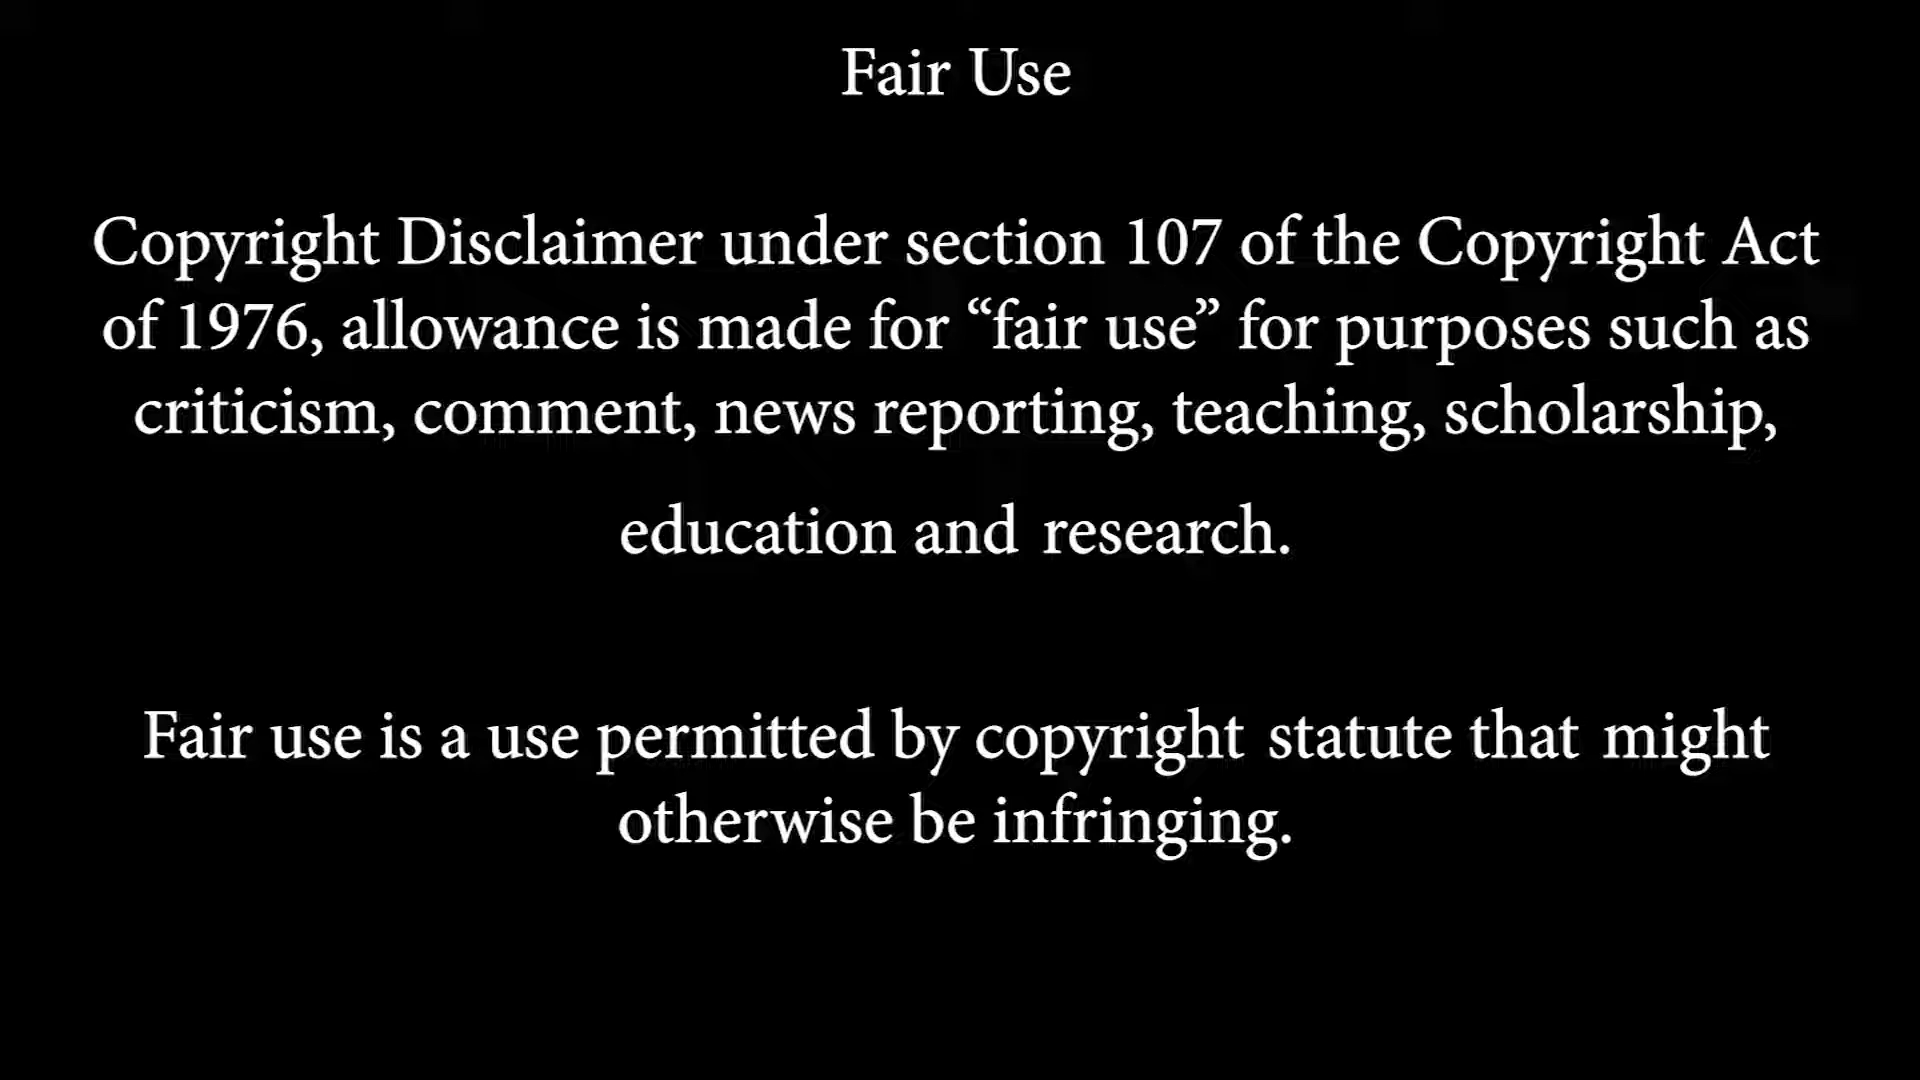 Fair Use
Copyright Disclaimer under section 107 of the Copyright Act
of 1976, allowance is made for “fair use” for purposes such as
criticism, comment, news reporting, teaching, scholarship,
education and research.
Fair use is a use permitted by copyright statute that might
otherwise be infringing.